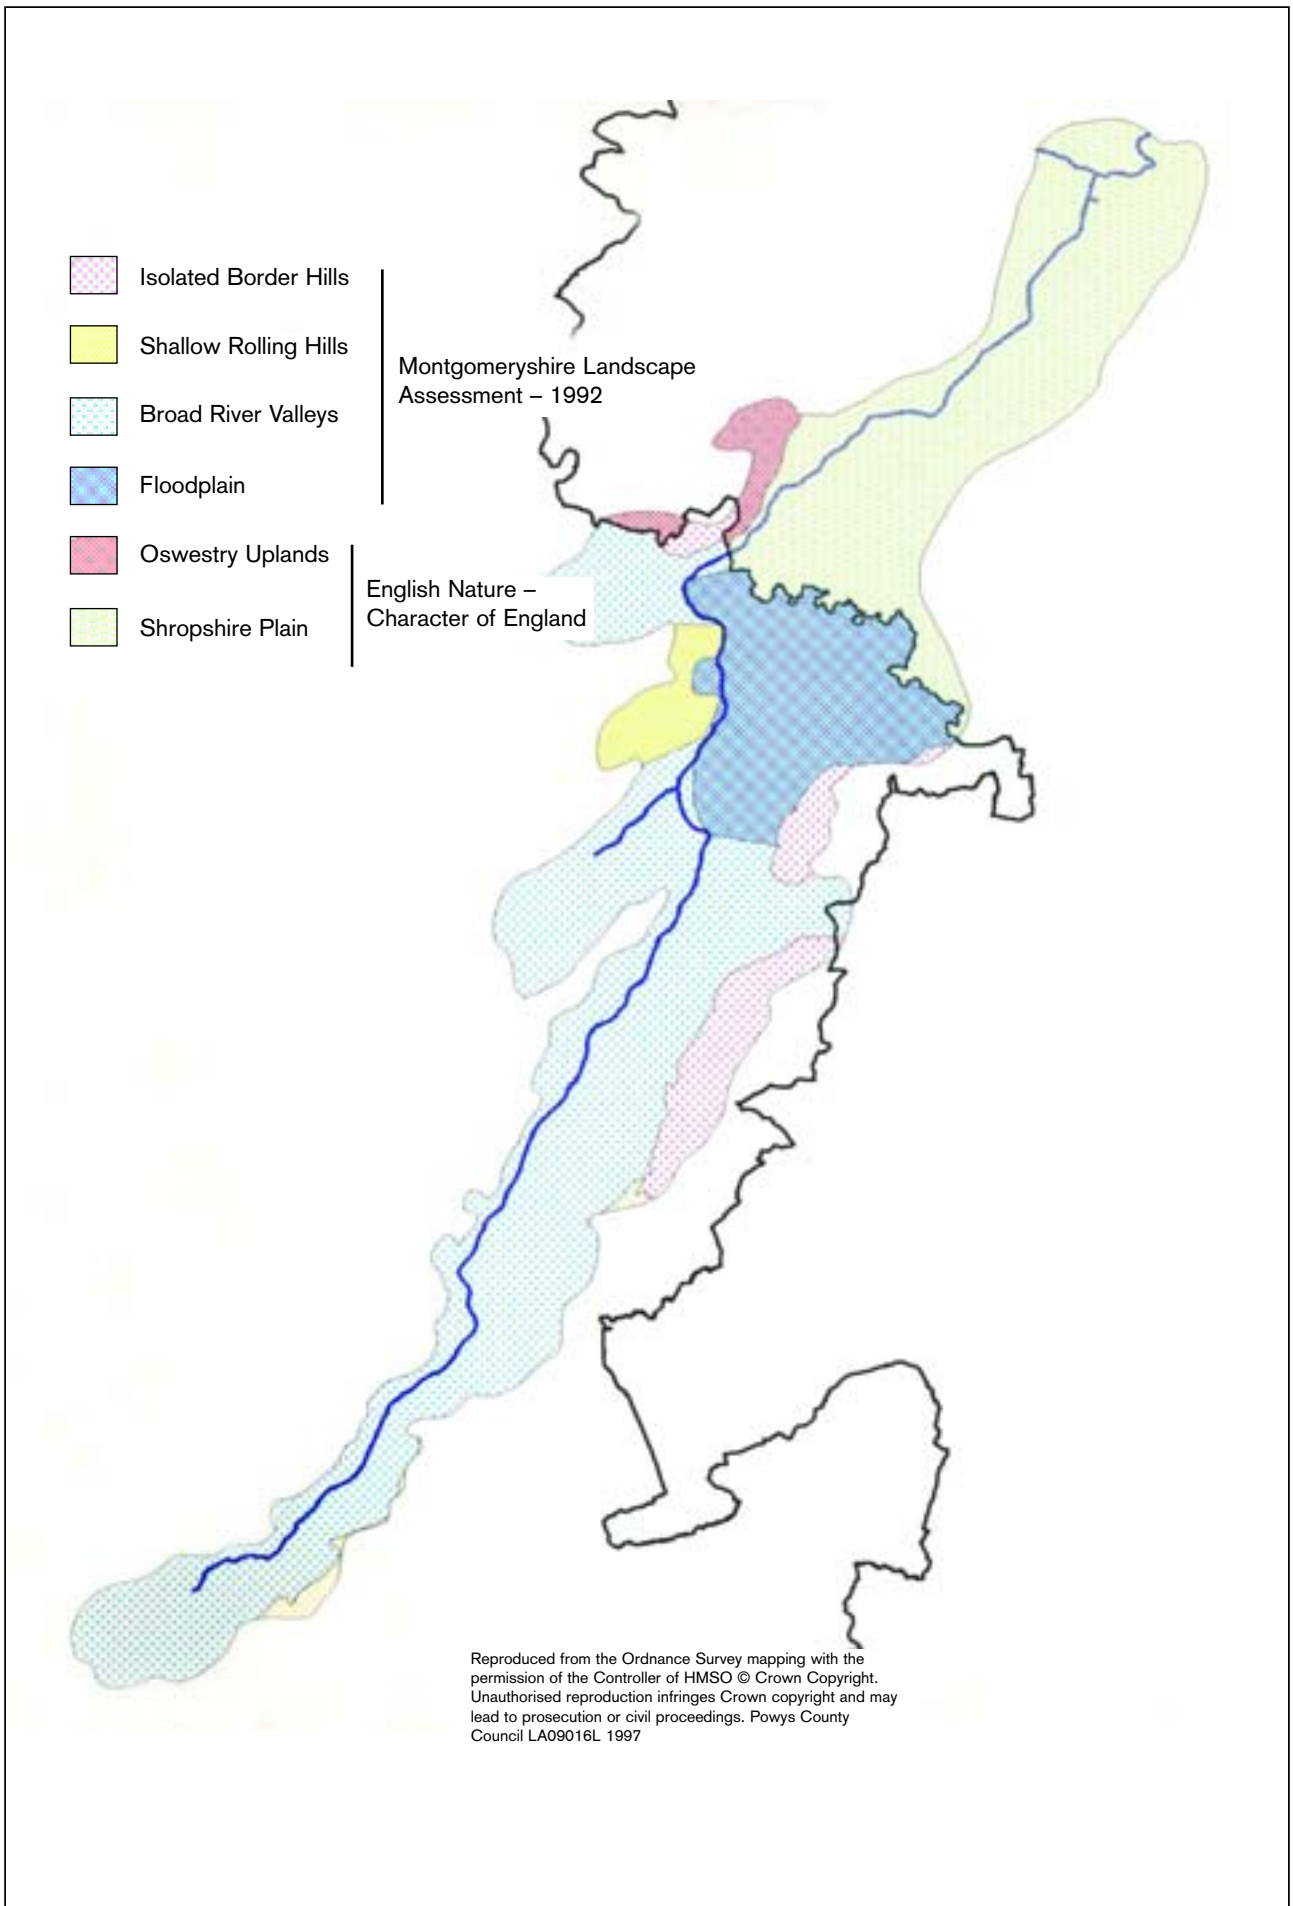 Isolated Border Hills
Shallow Rolling Hills
Broad River Valleys
Floodplain
Montgomeryshire Landscape
Assessment – 1992
Oswestry Uplands
Shropshire Plain
English Nature –
Character of England
Reproduced from the Ordnance Survey mapping with the
permission of the Controller of HMSO © Crown Copyright.
Unauthorised reproduction infringes Crown copyright and may
lead to prosecution or civil proceedings. Powys County
Council LA09016L 1997